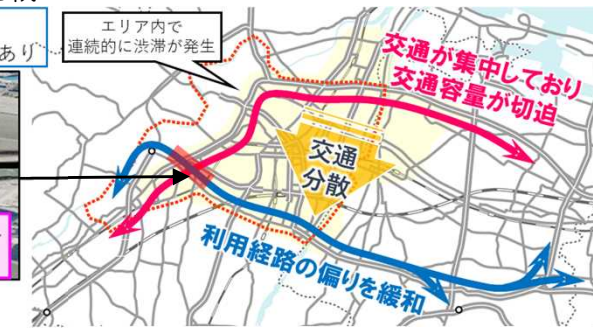 あり
エリア内で
連続的に渋滞が発生
交通が集中しており
交通容量が切迫
交通
分散
利用経路の偏りを緩和